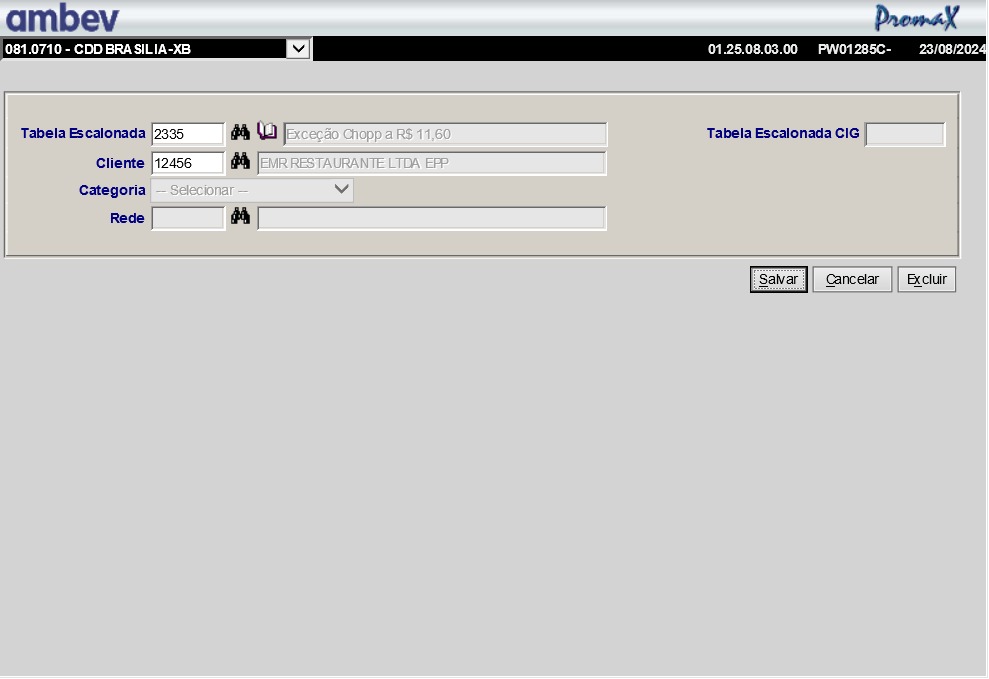 ambev
PromaX
081.0710 - CDD BRASILIA-XB
01.25.08.03.00 PW01285C- 23/08/2024
Tabela Escalonada 2335 Exceção Chopp a R$ 11,60 Tabela Escalonada CIG
Cliente 12456 EMR RESTAURANTE LTDA EPP
Categoria -- Selecionar --
Rede
Salvar Cancelar Excluir